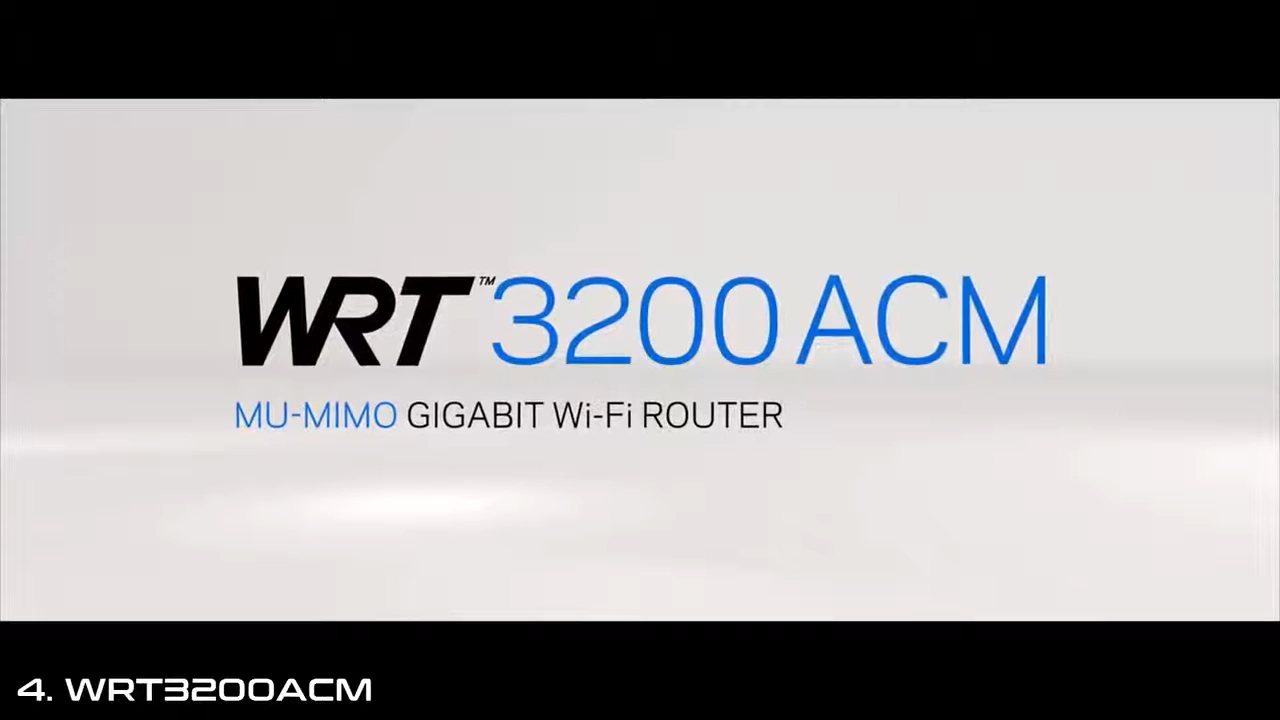 WRT™ 3200 ACM
MU-MIMO GIGABIT Wi-Fi ROUTER
4. WRT3200ACM